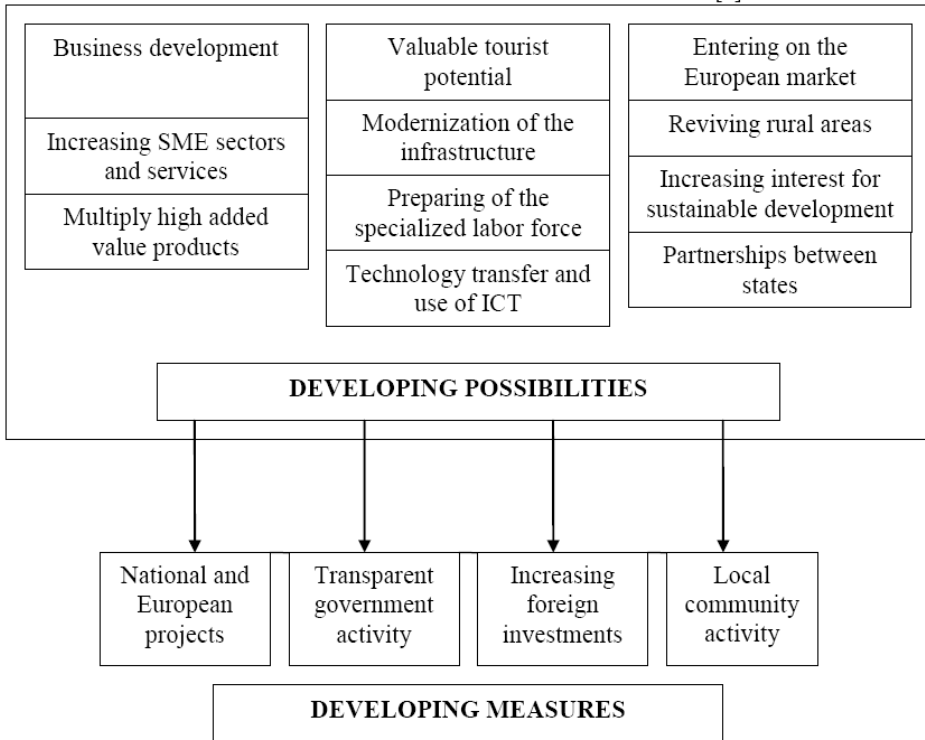 Business development
Increasing SME sectors
and services
Multiply high added
value products
Valuable tourist
potential
Modernization of the
infrastructure
Preparing of the
specialized labor force
Technology transfer and
use of ICT
Entering on the
European market
Reviving rural areas
Increasing interest for
sustainable development
Partnerships between
states
DEVELOPING POSSIBILITIES
National and
European
projects
Transparent
government
activity
Increasing
foreign
investments
Local
community
activity
DEVELOPING MEASURES